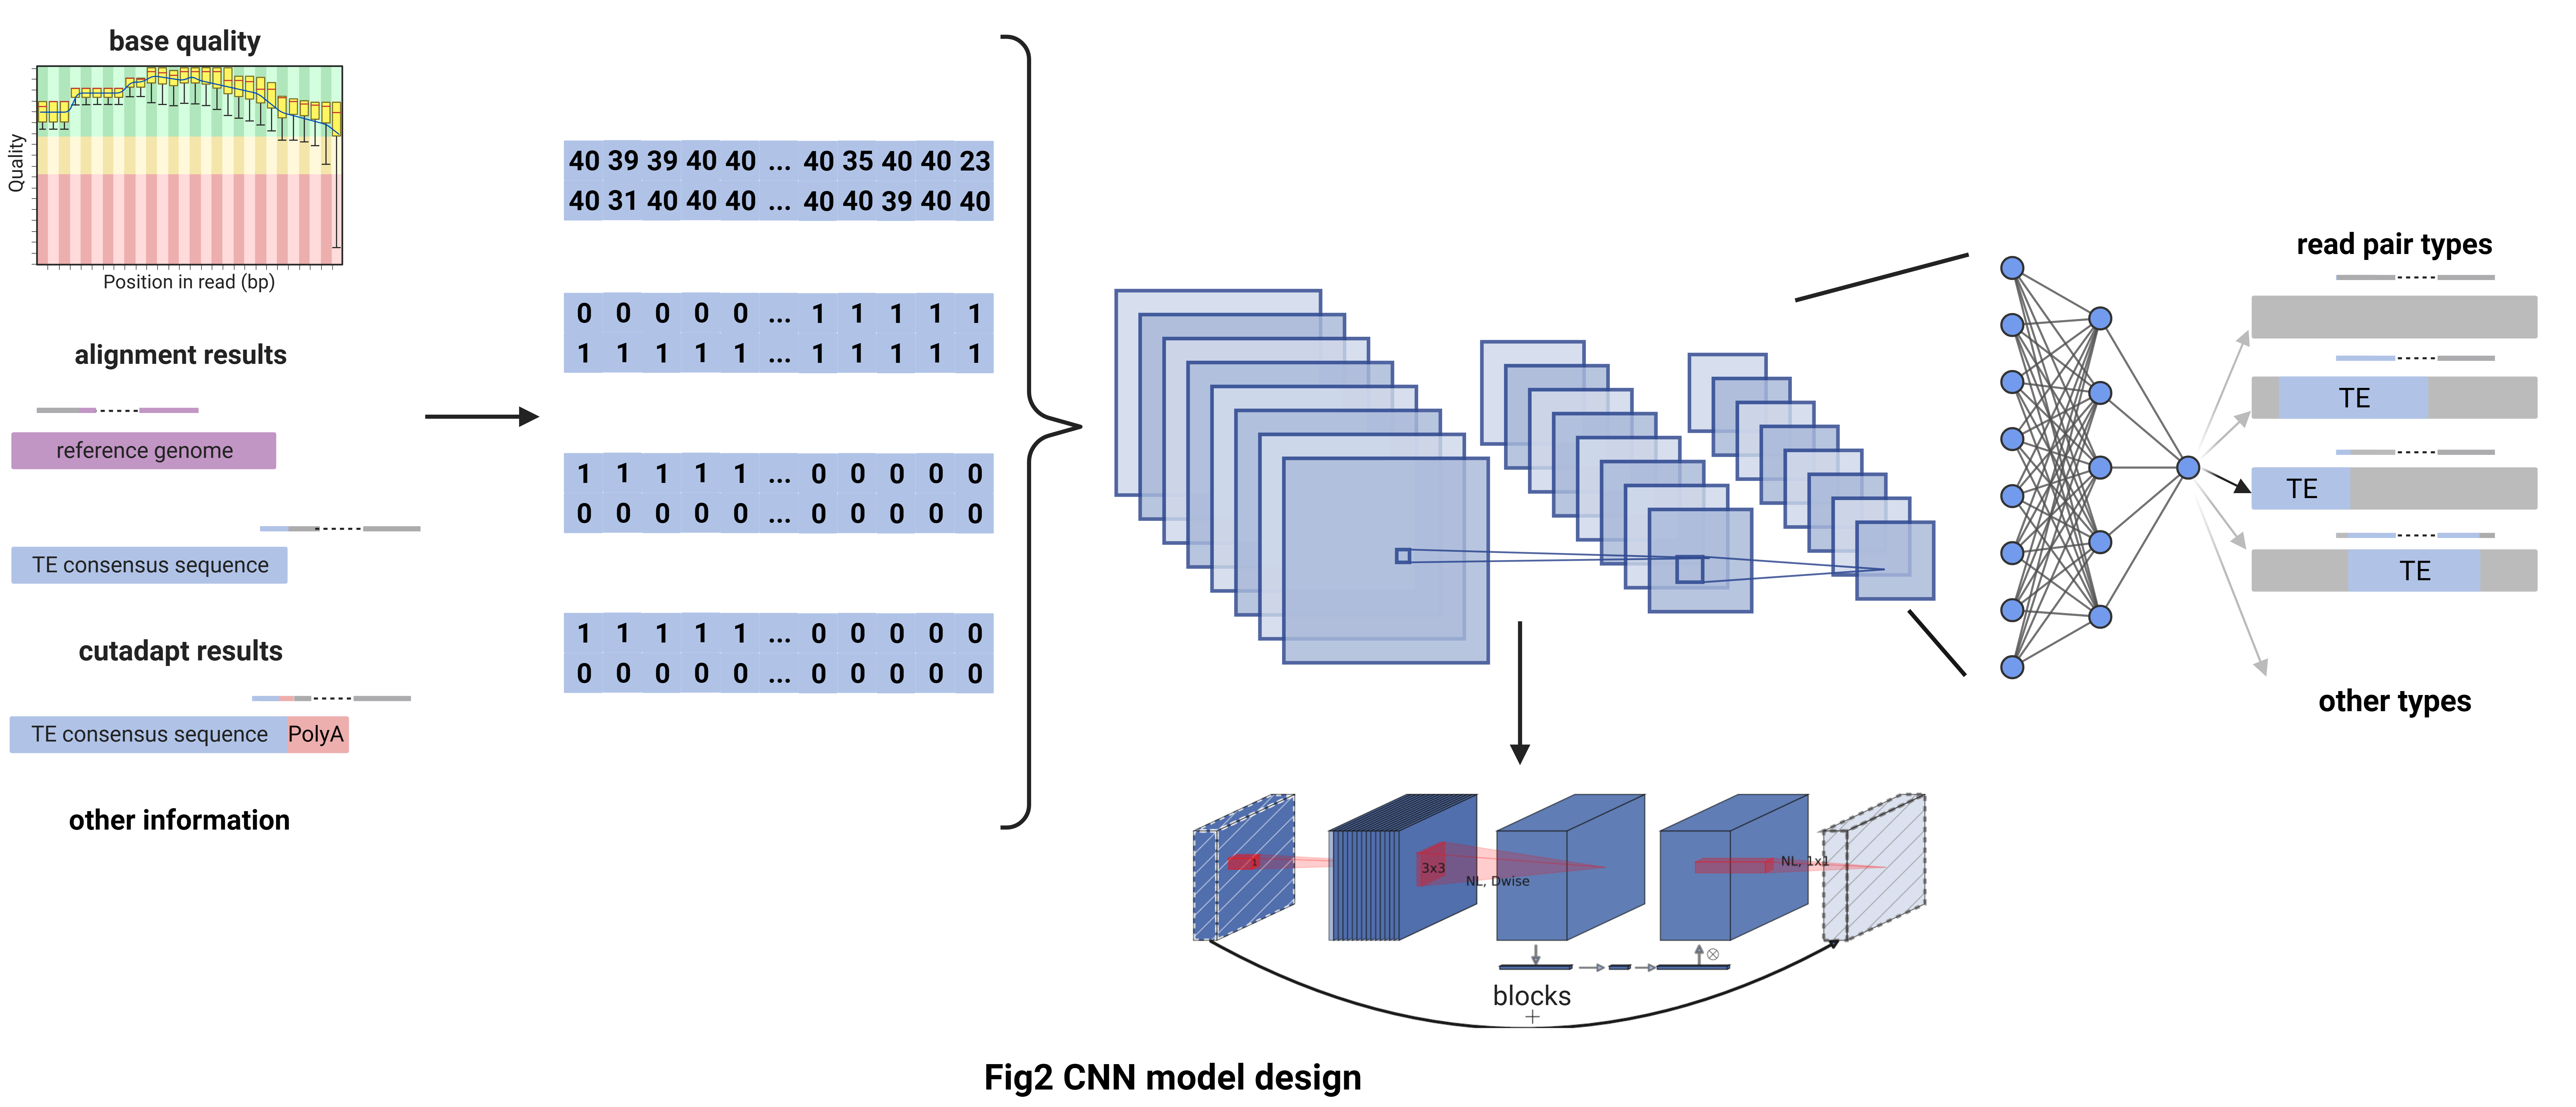 base quality
Quality
Position in read (bp)
alignment results
reference genome
TE consensus sequence
cutadapt results
TE consensus sequence PolyA
other information
40 39 39 40 40 ... 40 35 40 40 23
40 31 40 40 40 ... 40 40 39 40 40
0 0 0 0 0 ... 1 1 1 1 1
1 1 1 1 1 ... 1 1 1 1 1
1 1 1 1 1 ... 0 0 0 0 0
0 0 0 0 0 ... 0 0 0 0 0
1 1 1 1 1 ... 0 0 0 0 0
0 0 0 0 0 ... 0 0 0 0 0
1
3x3
NL, Dwise
NL, 1x1
blocks
+
read pair types
TE
TE
TE
other types
Fig2 CNN model design